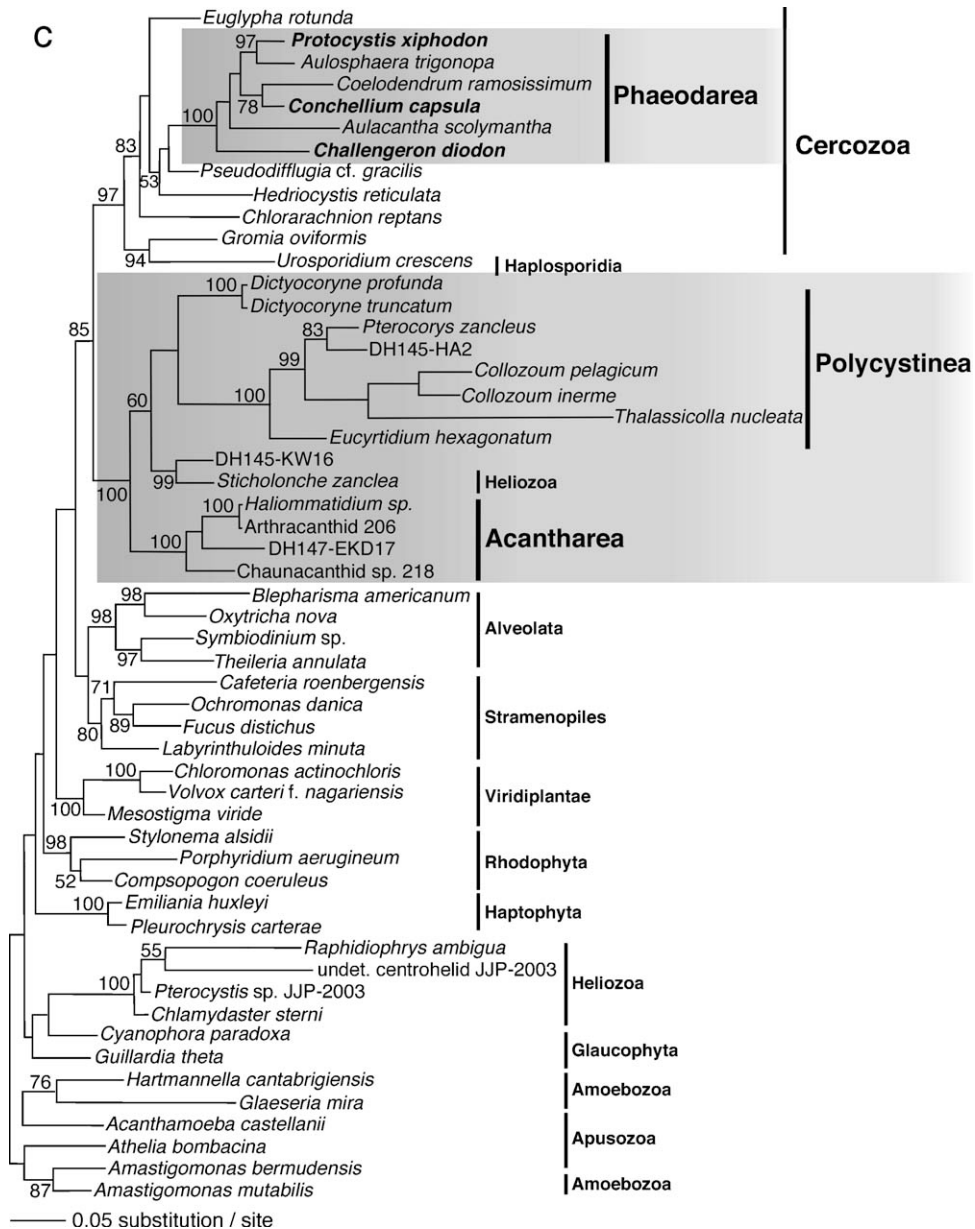 c
Euglypha rotunda
97 Protocystis xiphodon
Aulosphaera trigonopa
Coelodendrum ramosissimum
Phaeodarea
78 Conchellium capsula
100
Aulacantha scolymantha
Cercozoa
83
Challengeron diodon
Pseudodifflugia cf. gracilis
53
97
Hedriocystis reticulata
Chlorarachnion reptans
Gromia oviformis
94
Urosporidium crescens
Haplosporidia
100 Dictyocoryne profunda
Dictyocoryne truncatum
85
83 Pterocorys zancleus
DH145-HA2
99
Polycystinea
Collozoum pelagicum
60
100
Collozoum inerme
Thalassicolla nucleata
Eucyrtidium hexagonatum
DH145-KW16
99
Sticholonche zanclea
Heliozoa
100
100 Haliommatidium sp.
Arthracanthid 206
100
DH147-EKD17
Acantharea
Chaunacanthid sp. 218
98 Blepharisma americanum
98
Oxytricha nova
Alveolata
Symbiodinium sp.
97
Theileria annulata
71 Cafeteria roenbergensis
Ochromonas danica
89
Fucus distichus
Stramenopiles
80
Labyrinthuloides minuta
100 Chloromonas actinochloris
Volvox carteri f. nagariensis
Viridiplantae
100
Mesostigma viride
98 Stylonema alsidii
Porphyridium aerugineum
Rhodophyta
52
Compsopogon coeruleus
100 Emiliania huxleyi
Haptophyta
Pleurochrysis carterae
55 Raphidiophrys ambigua
undet. centrohelid JJP-2003
100
Heliozoa
Pterocystis sp. JJP-2003
Chlamydaster sterni
Cyanophora paradoxa
Glaucophyta
Guillardia theta
76 Hartmannella cantabrigiensis
Amoebozoa
Glaeseria mira
Acanthamoeba castellanii
Apusozoa
Athelia bombacina
Amastigomonas bermudensis
87
Amoebozoa
Amastigomonas mutabilis
0.05 substitution / site